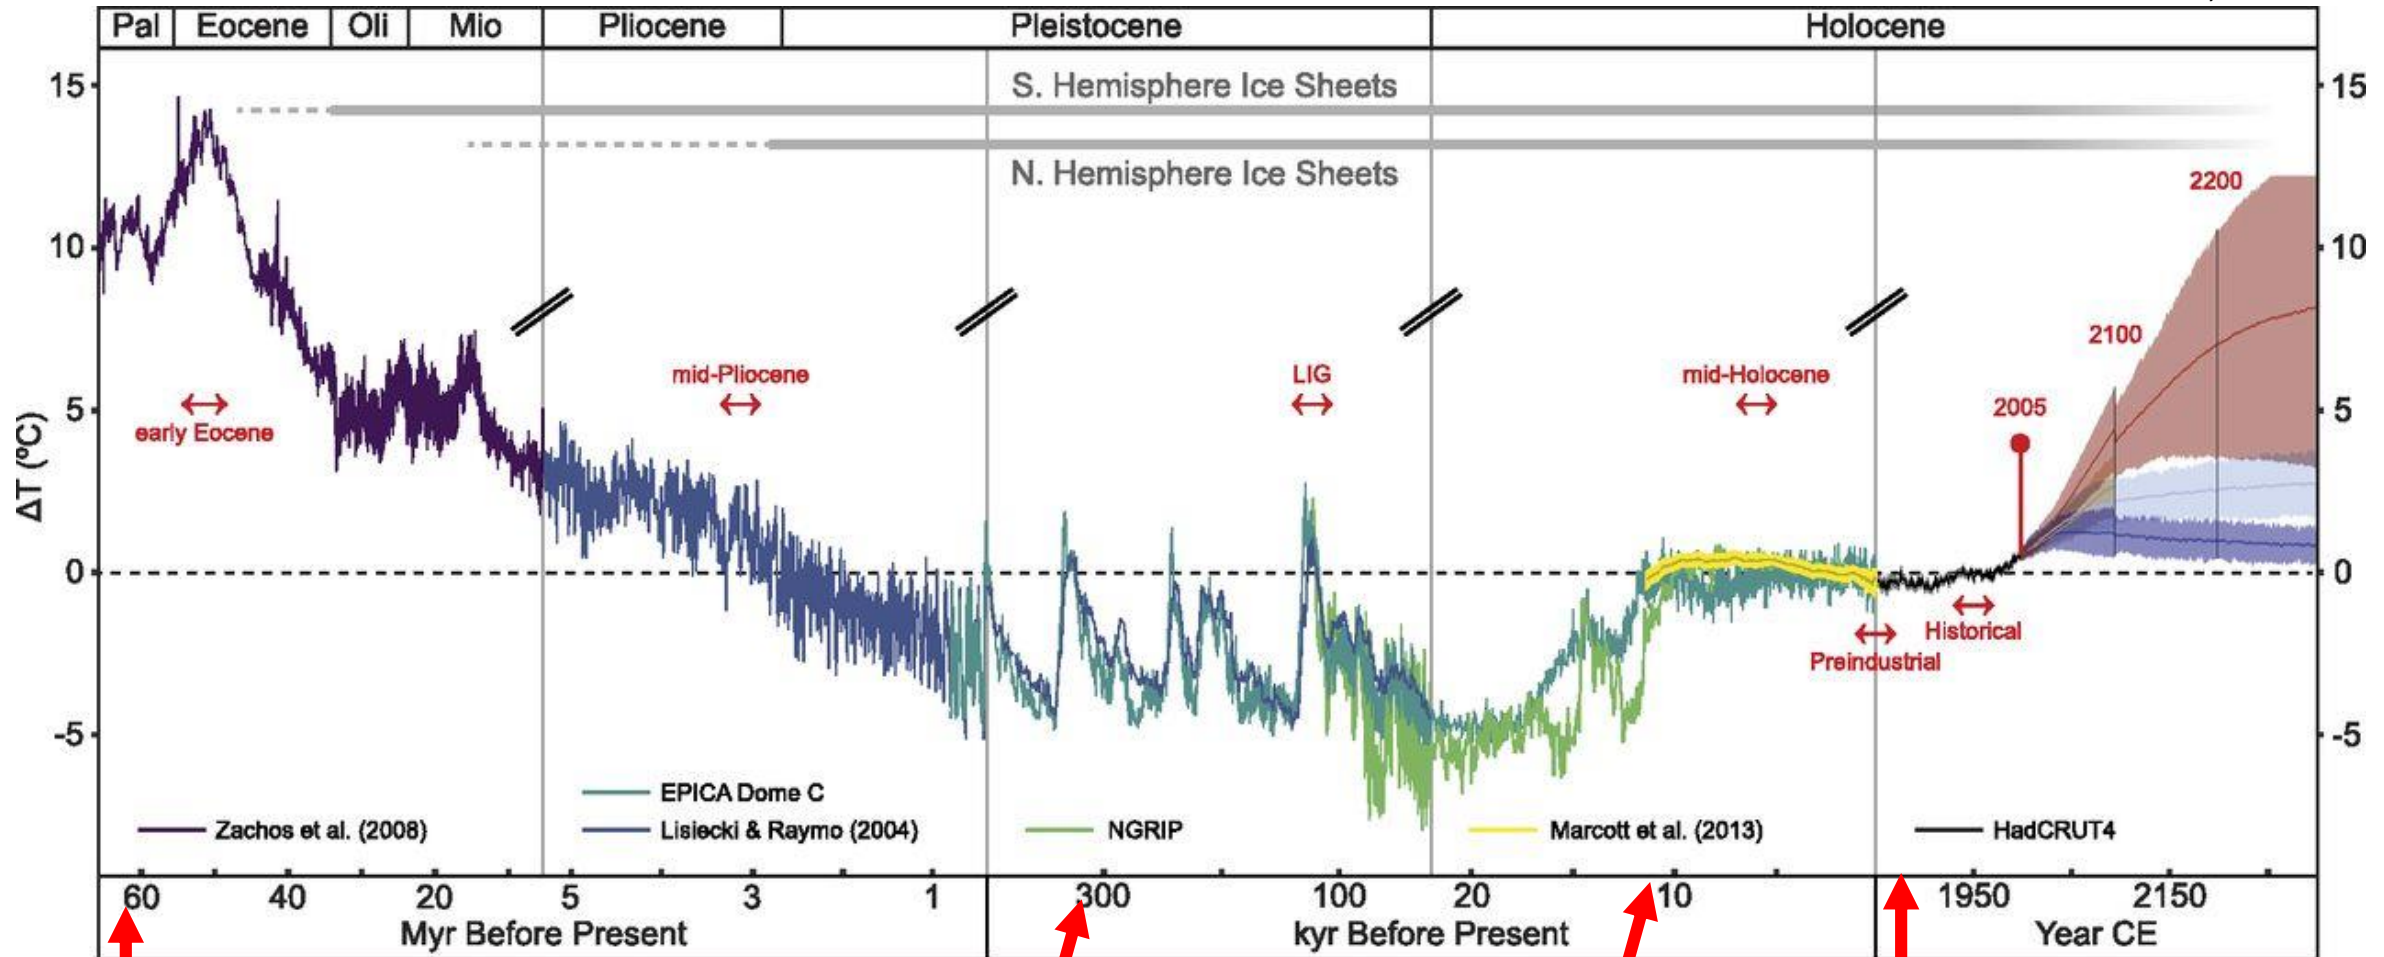 Pal Eocene Oli Mio Pliocene Pleistocene Holocene
15 S. Hemisphere Ice Sheets 15
N. Hemisphere Ice Sheets
2200
10 10
2100
mid-Pliocene LIG mid-Holocene
5 2005 5
early Eocene
ΔT (ºC)
0 0
Historical
Preindustrial
-5 -5
EPICA Dome C
Zachos et al. (2008) Lisiecki & Raymo (2004) NGRIP Marcott et al. (2013) HadCRUT4
60 40 20 5 3 1 300 100 20 10 1950 2150
Myr Before Present kyr Before Present Year CE